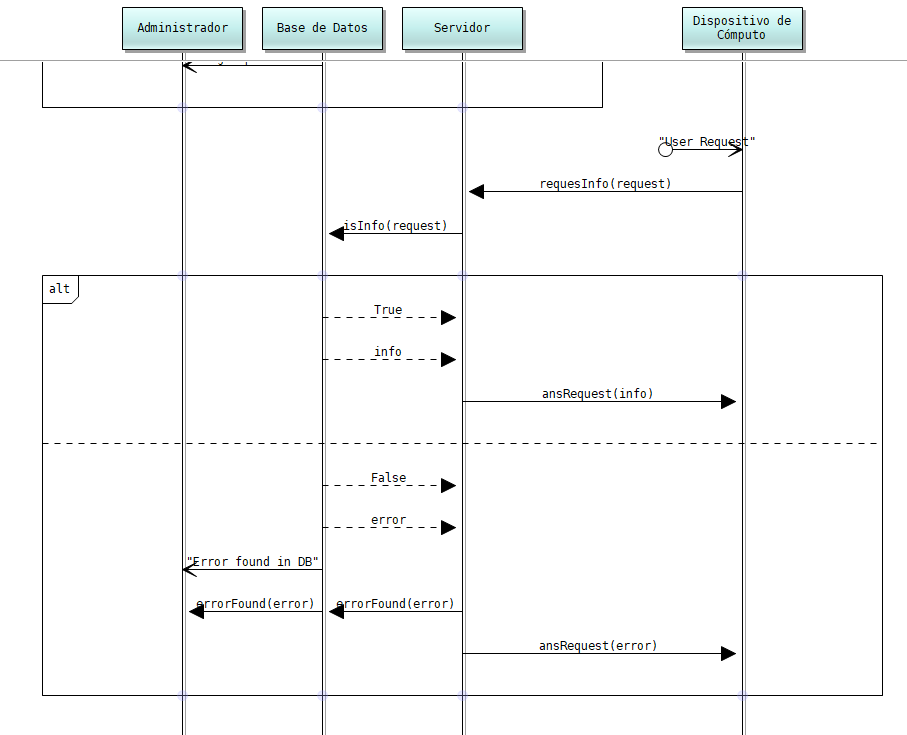 Administrador
Base de Datos
Servidor
Dispositivo de
Cómputo
"User Request"
requesInfo(request)
isInfo(request)
alt
True
info
ansRequest(info)
False
error
"Error found in DB"
errorFound(error)
errorFound(error)
ansRequest(error)